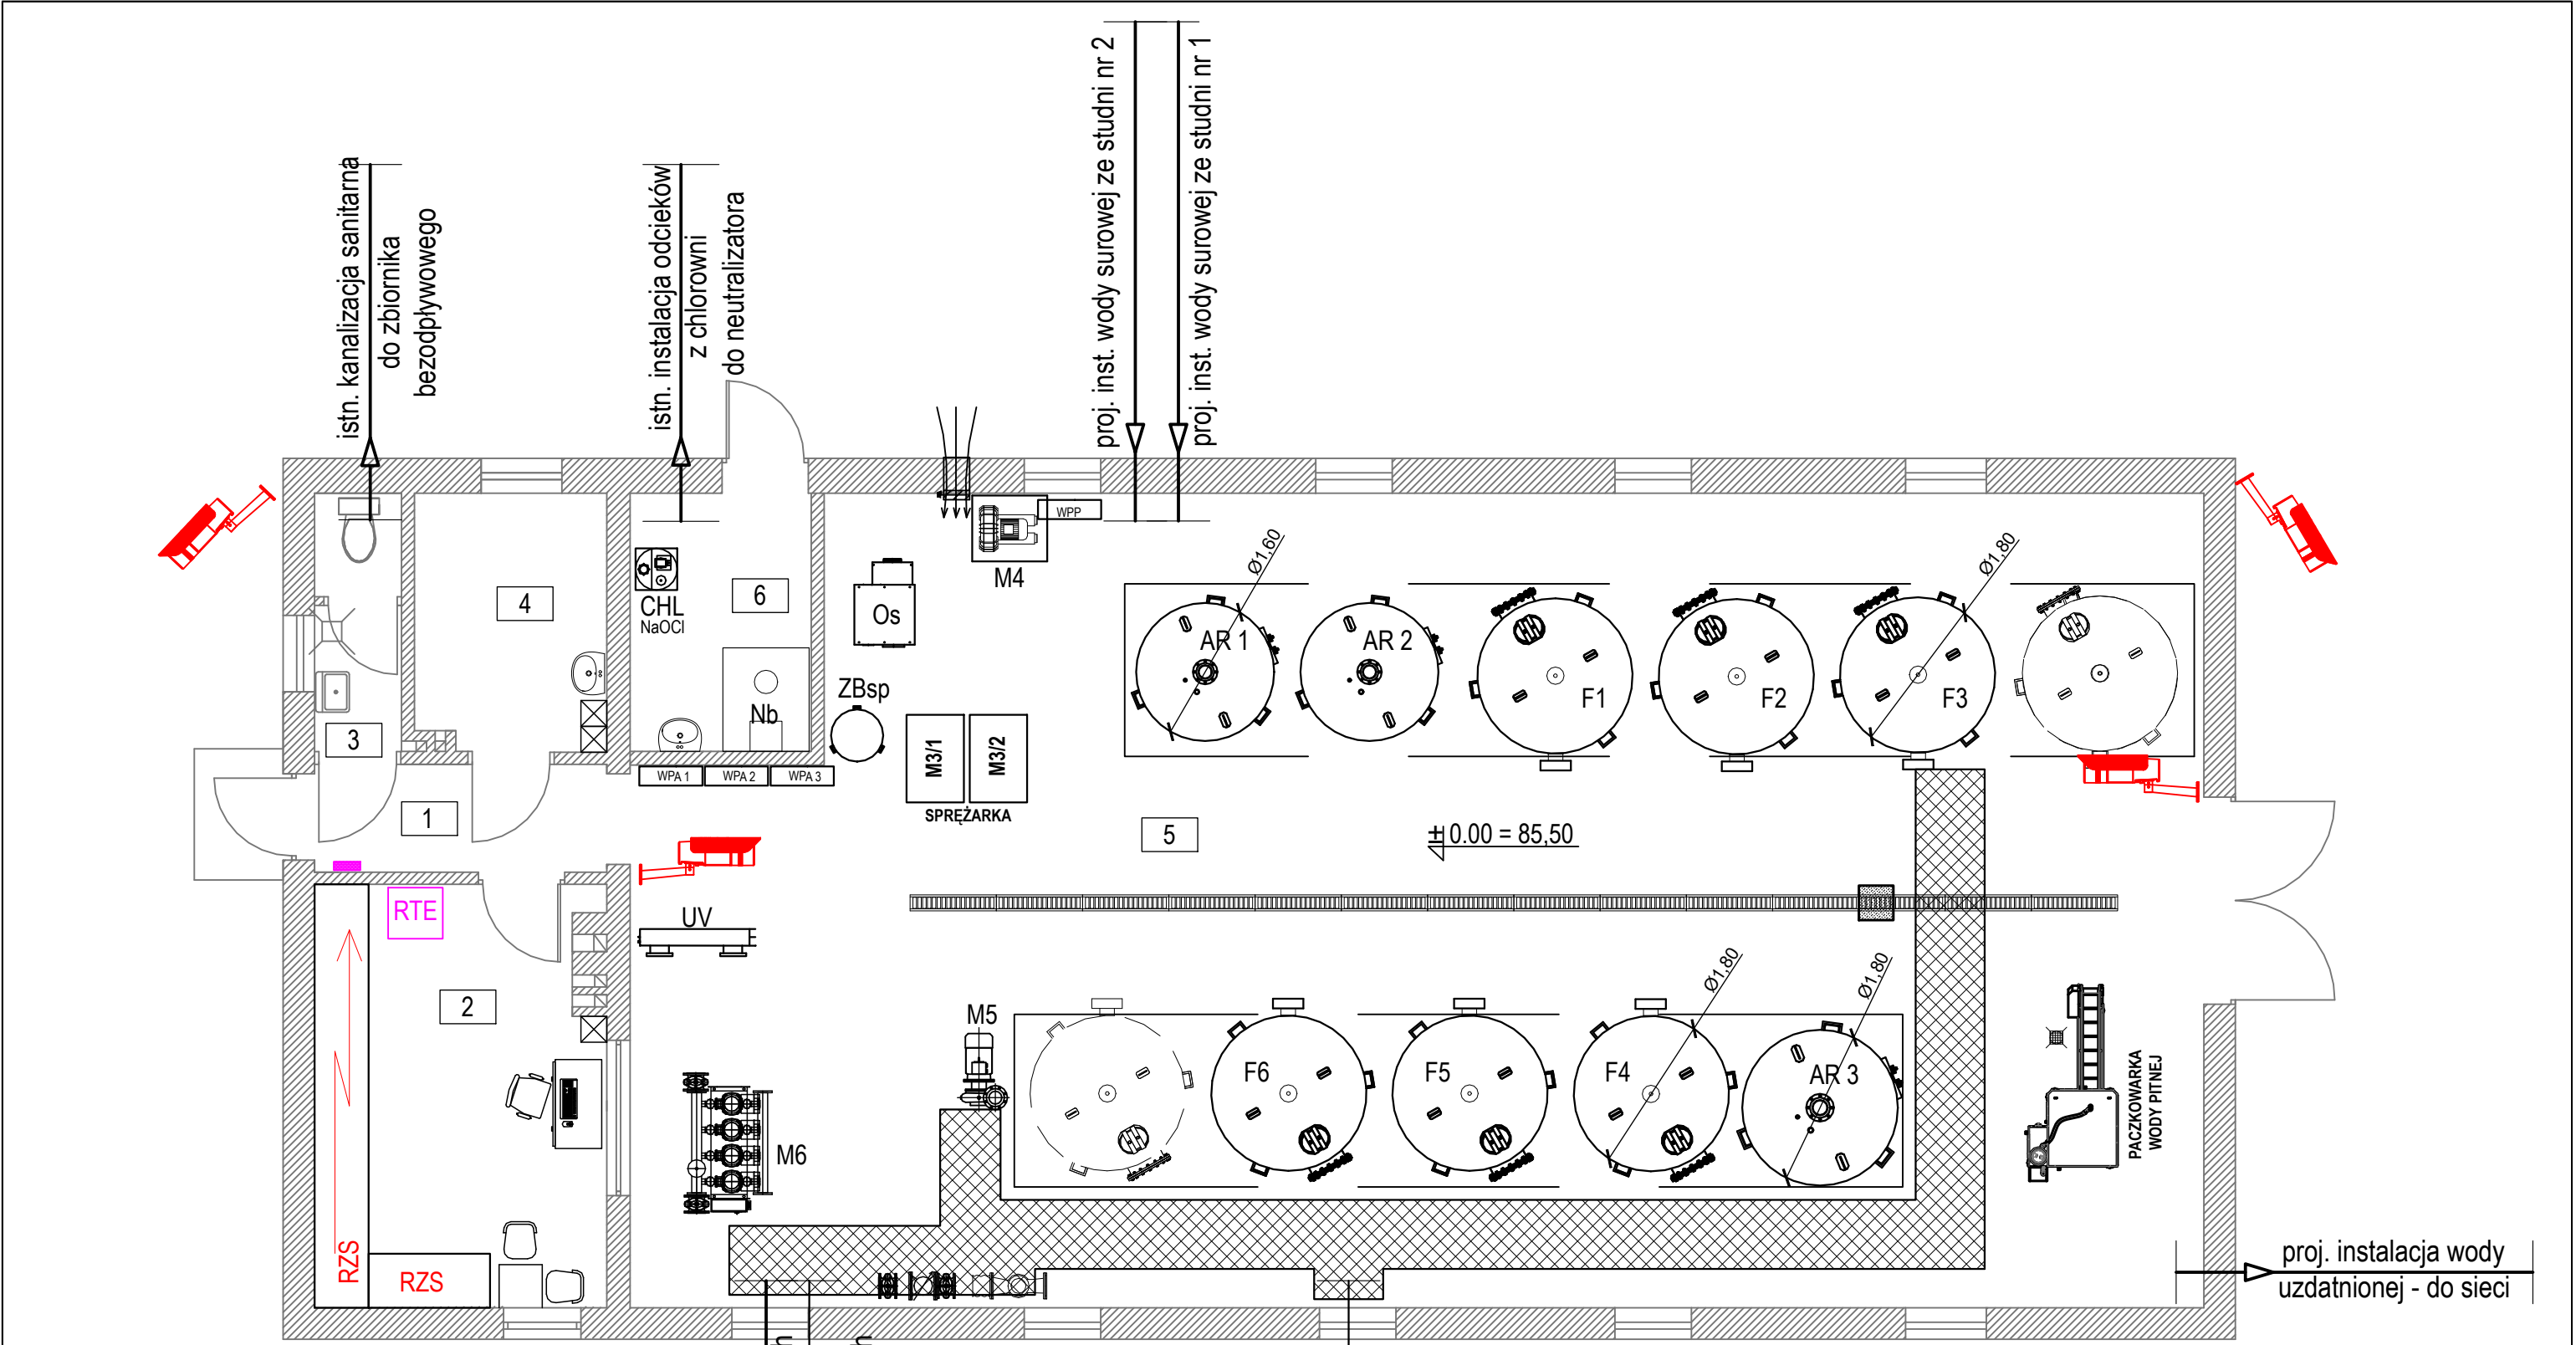 istn. kanalizacja sanitarna
do zbiornika
bezodpływowego
istn. instalacja odcieków
z chlorowni
do neutralizatora
proj. inst. wody surowej ze studni nr 2
proj. inst. wody surowej ze studni nr 1
WPP
M4
Ø1,60
Ø1,80
4
6
CHL
NaOCl
Os
AR 1
AR 2
F1
F2
F3
ZBsp
Nb
3
M3/1
M3/2
WPA 1
WPA 2
WPA 3
SPRĘŻARKA
1
5
± 0.00 = 85,50
RTE
UV
2
M5
Ø1,80
Ø1,80
F6
F5
F4
AR 3
M6
PACZKOWARKA
WODY PITNEJ
RZS
RZS
proj. instalacja wody
uzdatnionej - do sieci